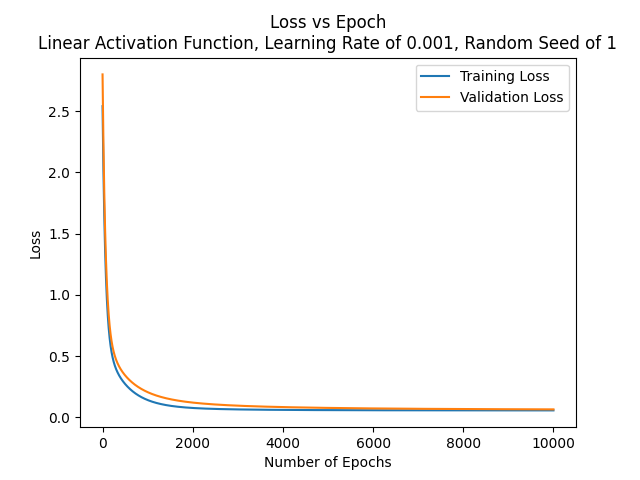 Loss vs Epoch
Linear Activation Function, Learning Rate of 0.001, Random Seed of 1
Training Loss
Validation Loss
2.5
2.0
1.5
1.0
0.5
0.0
Loss
0 2000 4000 6000 8000 10000
Number of Epochs